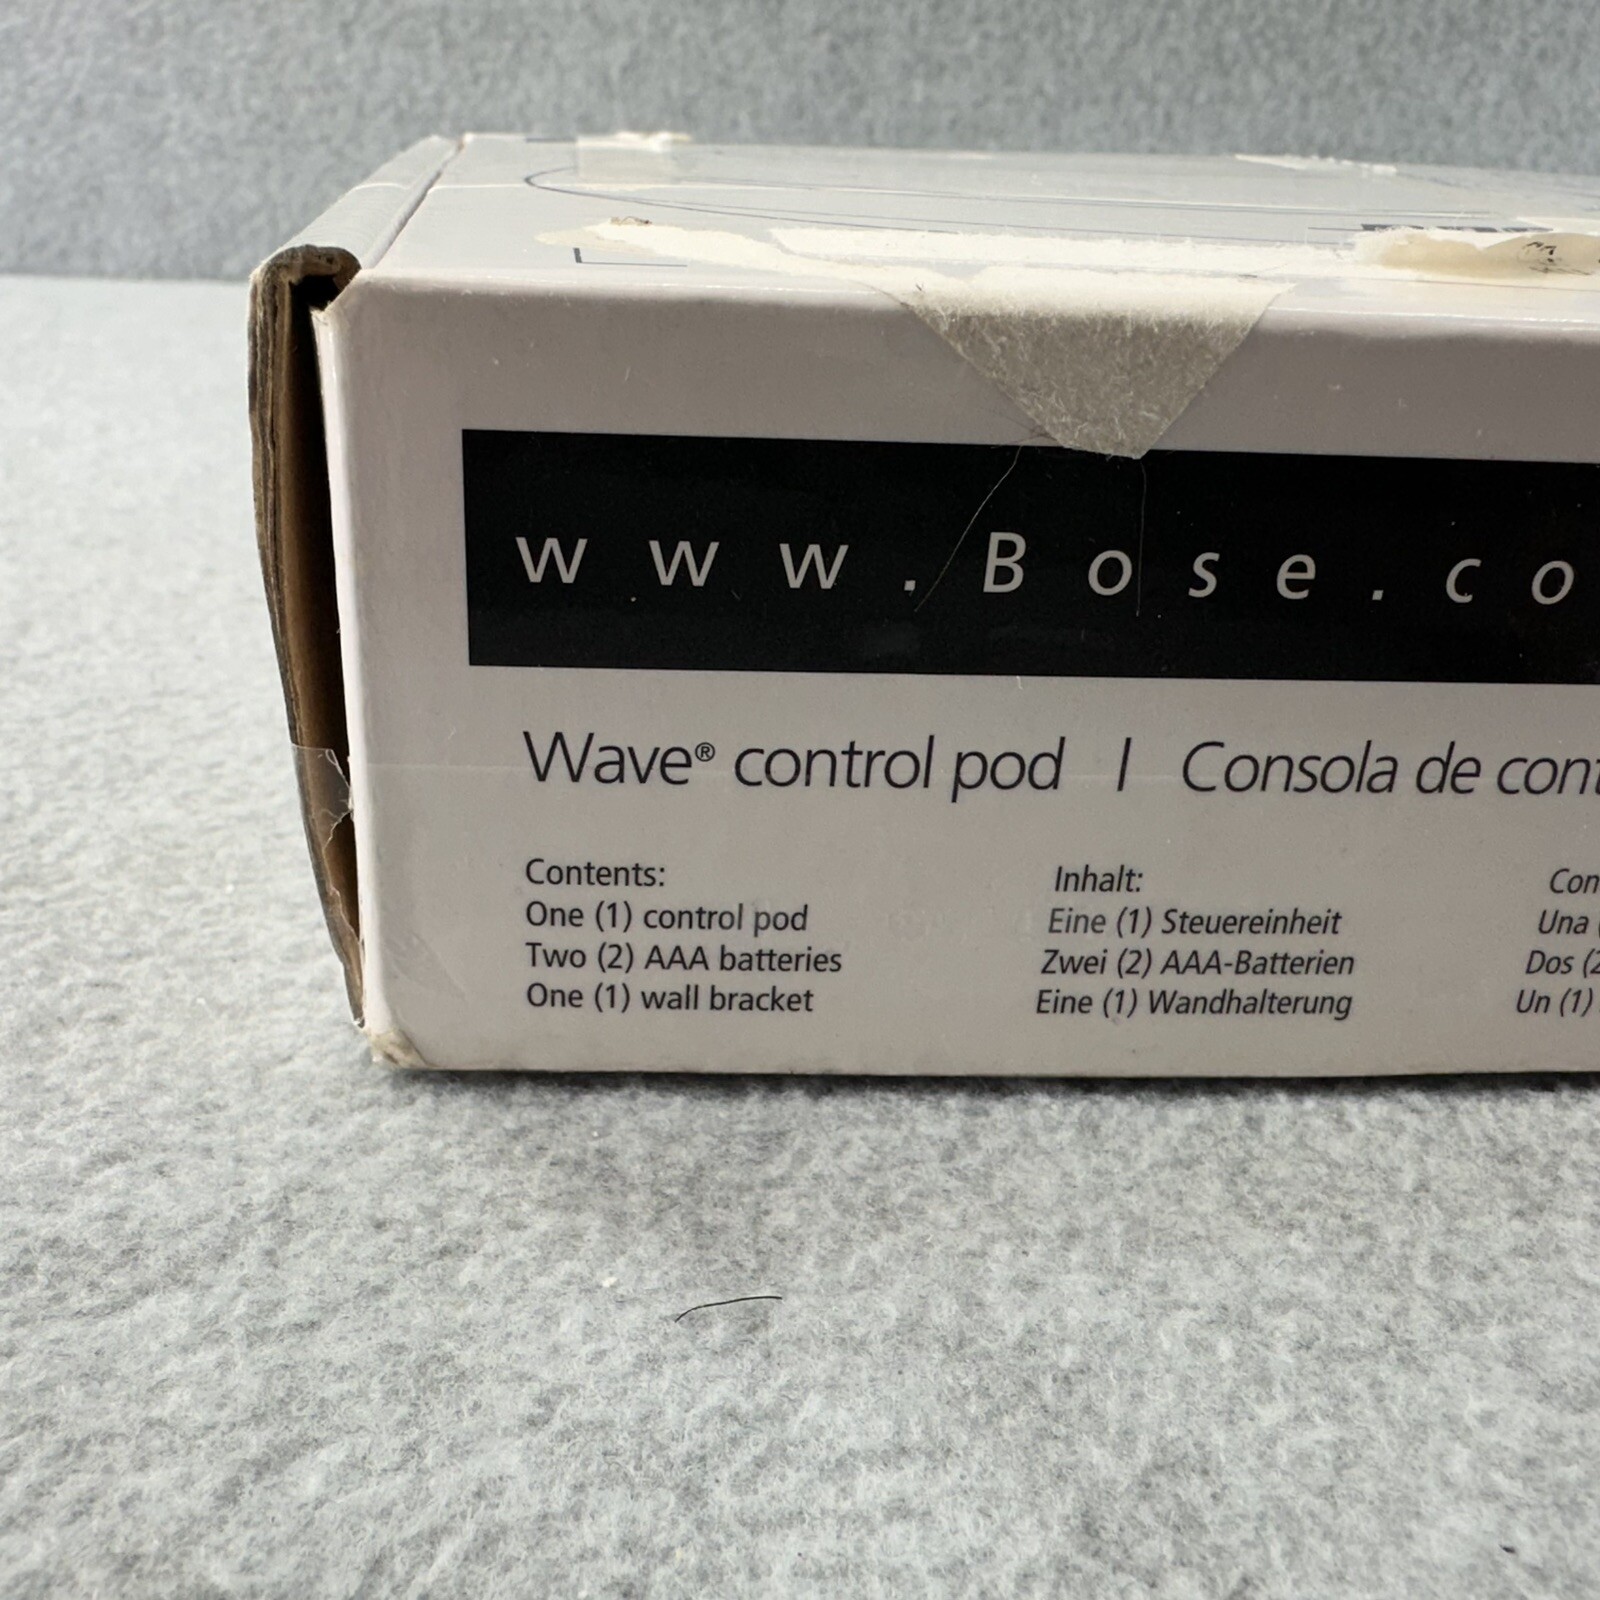 www.Bose.co
Wave® control pod | Consola de cont
Contents:
One (1) control pod
Two (2) AAA batteries
One (1) wall bracket
Inhalt:
Eine (1) Steuereinheit
Zwei (2) AAA-Batterien
Eine (1) Wandhalterung
Con
Una (
Dos (2
Un (1)